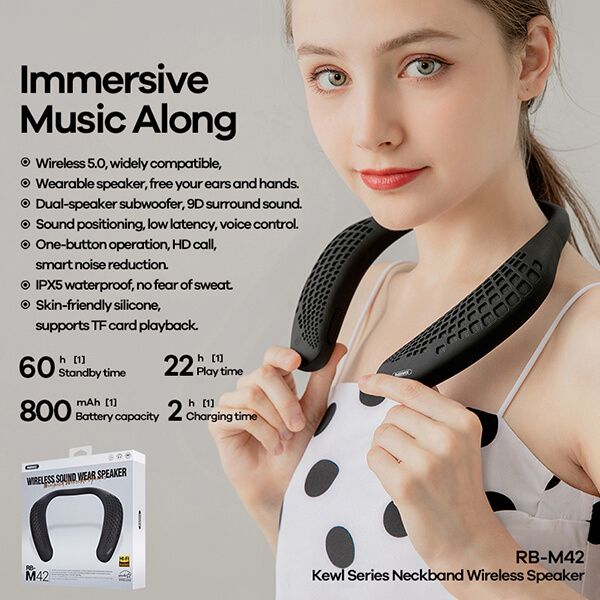 Immersive
Music Along
Wireless 5.0, widely compatible,
Wearable speaker, free your ears and hands.
Dual-speaker subwoofer, 9D surround sound.
Sound positioning, low latency, voice control.
One-button operation, HD call,
smart noise reduction.
IPX5 waterproof, no fear of sweat.
Skin-friendly silicone,
supports TF card playback.
60 h [1] Standby time
22 h [1] Play time
800 mAh [1] Battery capacity
2 h [1] Charging time
REMAX
WIRELESS SOUND WEAR SPEAKER
RB-
M42
Hi-Fi
RB-M42
Kewl Series Neckband Wireless Speaker